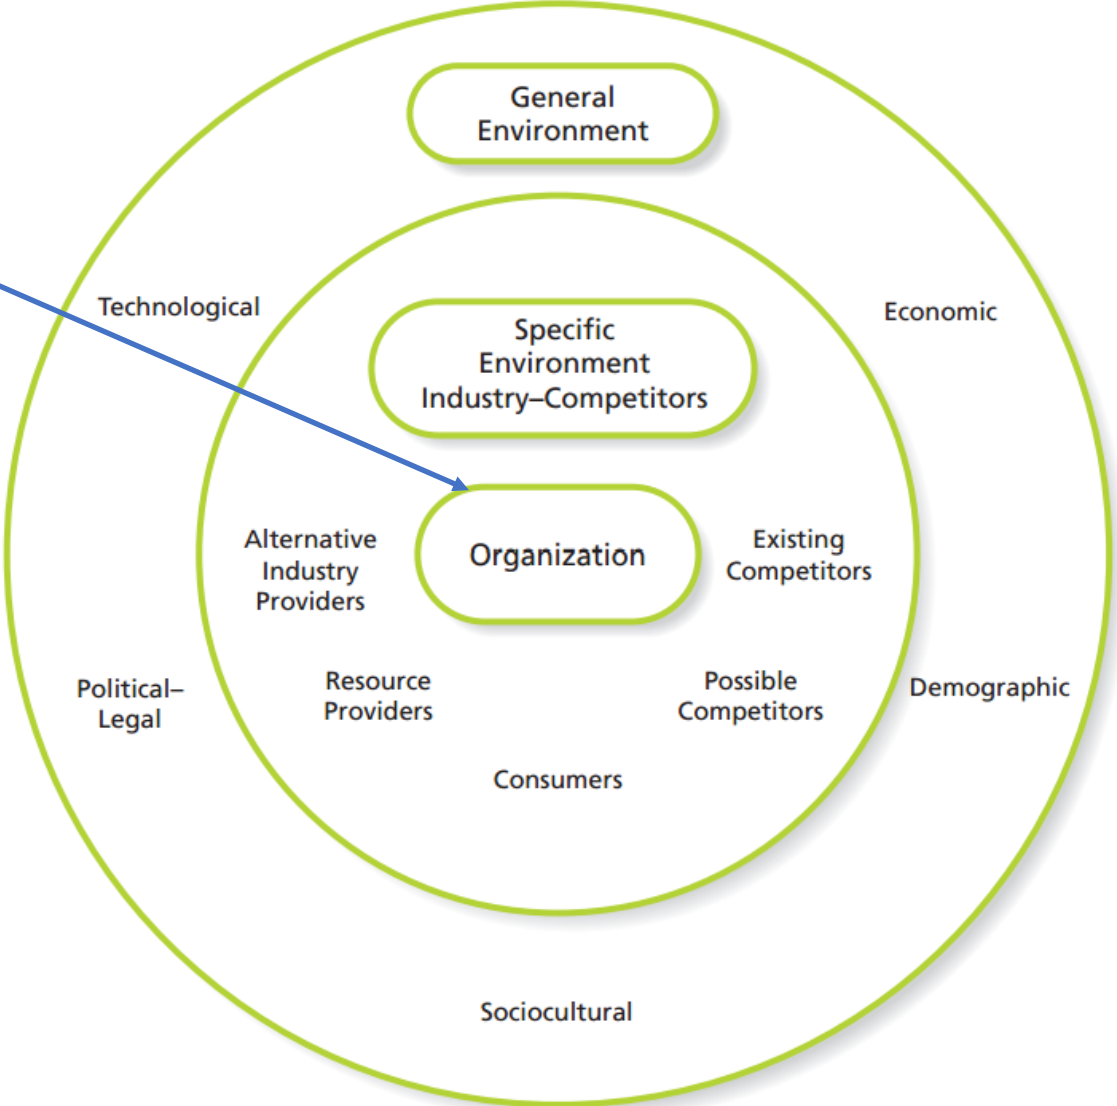 General
Environment
Technological
Economic
Specific
Environment
Industry–Competitors
Alternative
Industry
Providers
Organization
Existing
Competitors
Political–
Legal
Resource
Providers
Possible
Competitors
Demographic
Consumers
Sociocultural